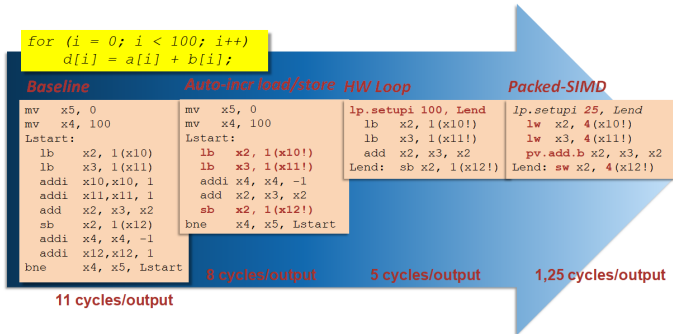 for (i = 0; i < 100; i++)
d[i] = a[i] + b[i];
Baseline
mv x5, 0
mv x4, 100
Lstart:
lb x2, 1(x10)
lb x3, 1(x11)
addi x10,x10, 1
addi x11,x11, 1
add x2, x3, x2
sb x2, 1(x12)
addi x4, x4, -1
addi x12,x12, 1
bne x4, x5, Lstart
11 cycles/output
Auto-incr load/store
mv x5, 0
mv x4, 100
Lstart:
lb x2, 1(x10!)
lb x3, 1(x11!)
addi x4, x4, -1
add x2, x3, x2
sb x2, 1(x12!)
bne x4, x5, Lstart
8 cycles/output
HW Loop
lp.setupi 100, Lend
lb x2, 1(x10!)
lb x3, 1(x11!)
add x2, x3, x2
Lend: sb x2, 1(x12!)
5 cycles/output
Packed-SIMD
lp.setupi 25, Lend
lw x2, 4(x10!)
lw x3, 4(x11!)
pv.add.b x2, x3, x2
Lend: sw x2, 4(x12!)
1,25 cycles/output